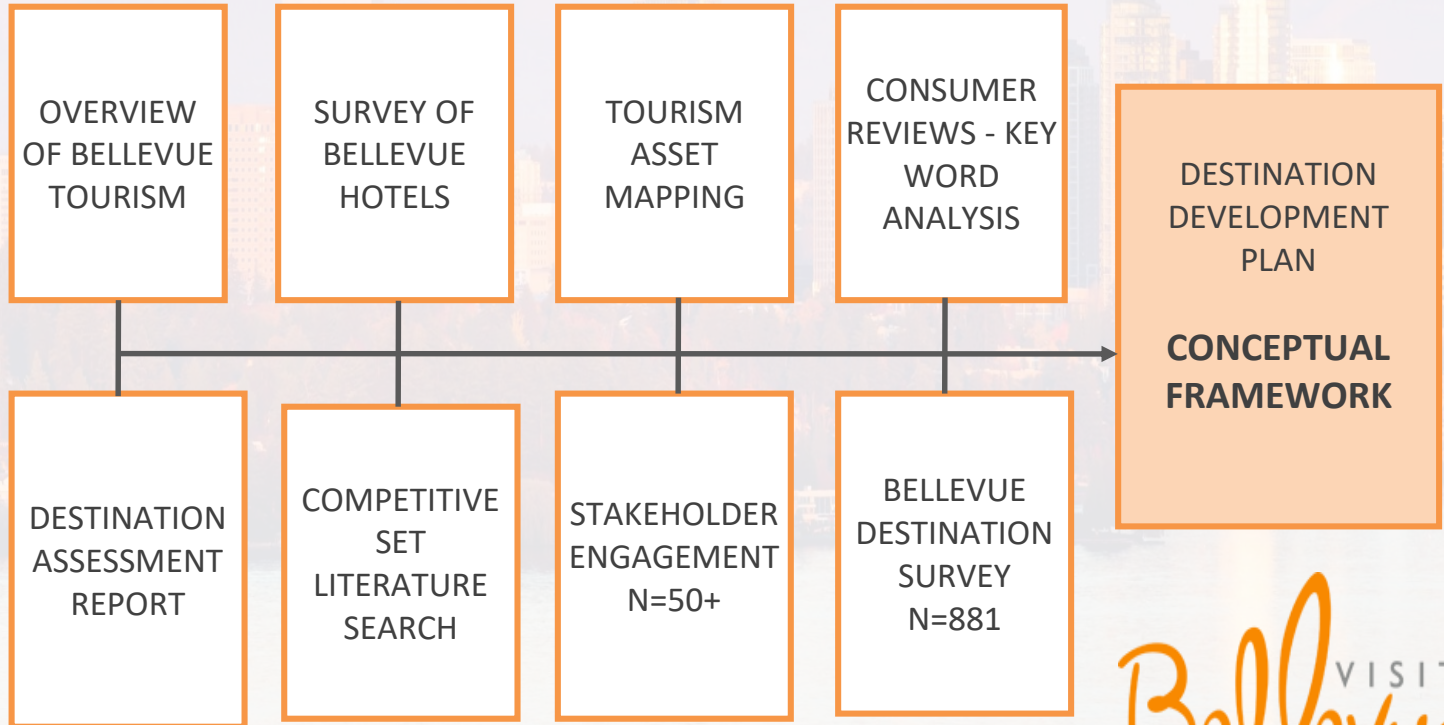 OVERVIEW
OF BELLEVUE
TOURISM
SURVEY OF
BELLEVUE
HOTELS
TOURISM
ASSET
MAPPING
CONSUMER
REVIEWS - KEY
WORD
ANALYSIS
DESTINATION
DEVELOPMENT
PLAN
CONCEPTUAL
FRAMEWORK
DESTINATION
ASSESSMENT
REPORT
COMPETITIVE
SET
LITERATURE
SEARCH
STAKEHOLDER
ENGAGEMENT
N=50+
BELLEVUE
DESTINATION
SURVEY
N=881
VISIT